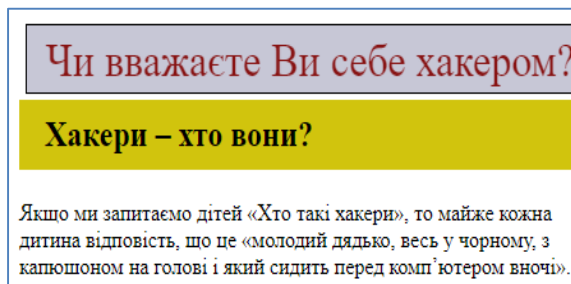 Чи вважаєте Ви себе хакером?
Хакери – хто вони?
Якщо ми запитаємо дітей «Хто такі хакери», то майже кожна
дитина відповість, що це «молодий дядько, весь у чорному, з
капюшоном на голові і який сидить перед комп’ютером вночі».